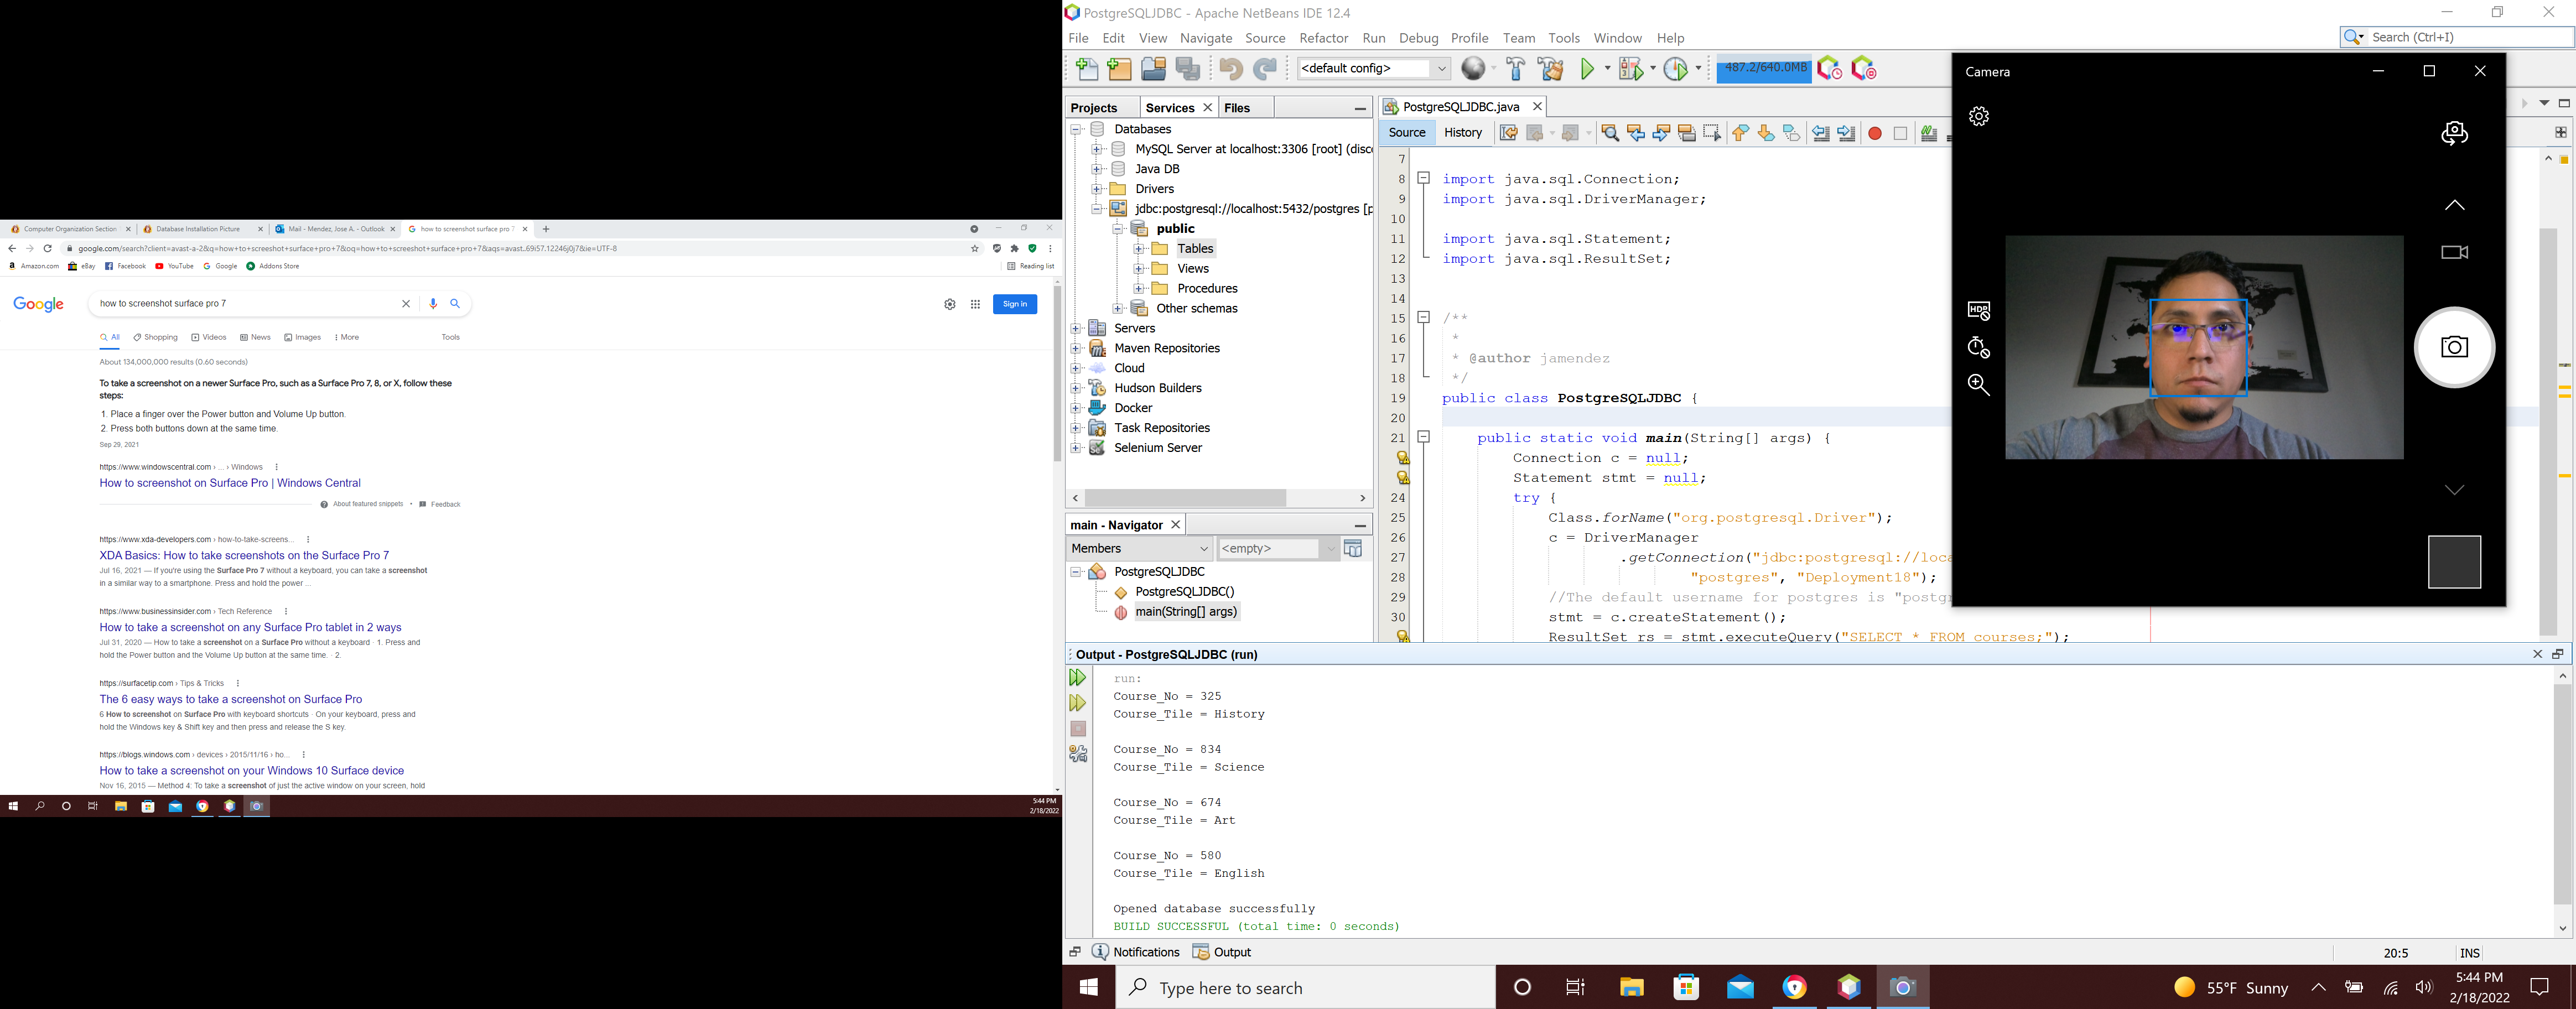 Computer Organization Section
Database Installation Picture
Mail - Mendez, Jose A. - Outlook
how to screenshot surface pro 7
google.com/search?client=avast-a-2&q=how+to+screeshot+surface+pro+7&oq=how+to+screeshot+surface+pro+7&aqs=avast..69i57.12246j0j7&ie=UTF-8
Amazon.com eBay Facebook YouTube Google Addons Store Reading list
Google
how to screenshot surface pro 7
Sign in
All Shopping Videos News Images More Tools
About 134,000,000 results (0.60 seconds)
To take a screenshot on a newer Surface Pro, such as a Surface Pro 7, 8, or X, follow these
steps:
1. Place a finger over the Power button and Volume Up button.
2. Press both buttons down at the same time.
Sep 29, 2021
https://www.windowscentral.com › ... › Windows
How to screenshot on Surface Pro | Windows Central
About featured snippets • Feedback
https://www.xda-developers.com › how-to-take-screens...
XDA Basics: How to take screenshots on the Surface Pro 7
Jul 16, 2021 — If you're using the Surface Pro 7 without a keyboard, you can take a screenshot
in a similar way to a smartphone. Press and hold the power ...
https://www.businessinsider.com › Tech Reference
How to take a screenshot on any Surface Pro tablet in 2 ways
Jul 31, 2020 — How to take a screenshot on a Surface Pro without a keyboard · 1. Press and
hold the Power button and the Volume Up button at the same time. · 2.
https://surfacetip.com › Tips & Tricks
The 6 easy ways to take a screenshot on Surface Pro
6 How to screenshot on Surface Pro with keyboard shortcuts · On your keyboard, press and
hold the Windows key & Shift key and then press and release the S key.
https://blogs.windows.com › devices › 2015/11/16 › ho...
How to take a screenshot on your Windows 10 Surface device
Nov 16, 2015 — Method 4: To take a screenshot of just the active window on your screen, hold
5:44 PM
2/18/2022
PostgreSQLJDBC - Apache NetBeans IDE 12.4
File Edit View Navigate Source Refactor Run Debug Profile Team Tools Window Help
Search (Ctrl+I)
<default config>
487.2/640.0MB
Projects Services Files
Databases
MySQL Server at localhost:3306 [root] (disc
Java DB
Drivers
jdbc:postgresql://localhost:5432/postgres [p
public
Tables
Views
Procedures
Other schemas
Servers
Maven Repositories
Cloud
Hudson Builders
Docker
Task Repositories
Selenium Server
main - Navigator
Members
<empty>
PostgreSQLJDBC
PostgreSQLJDBC()
main(String[] args)
PostgreSQLJDBC.java
Source History
7
8 import java.sql.Connection;
9 import java.sql.DriverManager;
10
11 import java.sql.Statement;
12 import java.sql.ResultSet;
13
14
15 /**
16 *
17 * @author jamendez
18 */
19 public class PostgreSQLJDBC {
20
21 public static void main(String[] args) {
Connection c = null;
Statement stmt = null;
24 try {
25 Class.forName("org.postgresql.Driver");
26 c = DriverManager
27 .getConnection("jdbc:postgresql://loca
28 "postgres", "Deployment18");
29 //The default username for postgres is "postg
30 stmt = c.createStatement();
ResultSet rs = stmt.executeQuery("SELECT * FROM courses;");
Camera
HDR
Output - PostgreSQLJDBC (run)
run:
Course_No = 325
Course_Tile = History
Course_No = 834
Course_Tile = Science
Course_No = 674
Course_Tile = Art
Course_No = 580
Course_Tile = English
Opened database successfully
BUILD SUCCESSFUL (total time: 0 seconds)
Notifications Output
20:5 INS
Type here to search
55°F Sunny
5:44 PM
2/18/2022